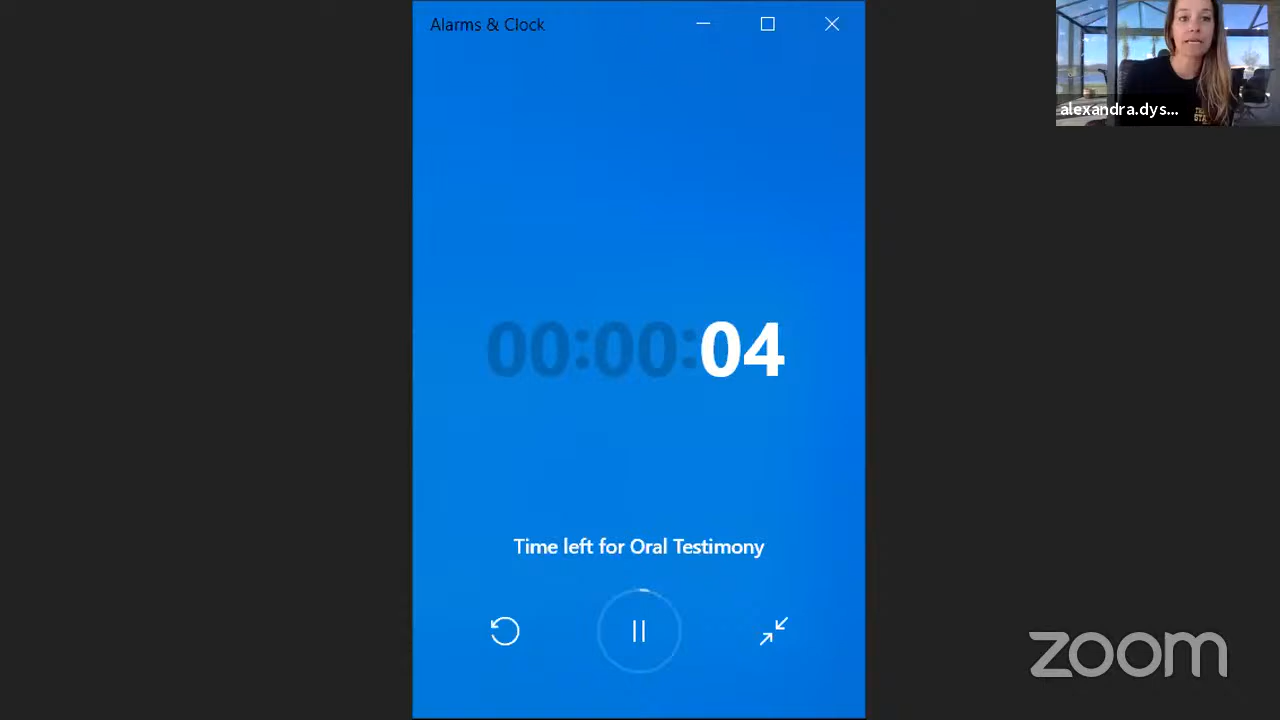 Alarms & Clock
alexandra.dys...
00:00:04
Time left for Oral Testimony
zoom